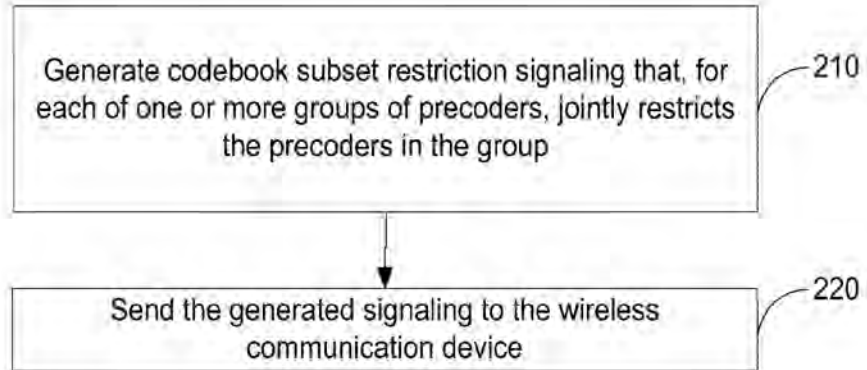 Generate codebook subset restriction signaling that, for
each of one or more groups of precoders, jointly restricts
the precoders in the group
210
Send the generated signaling to the wireless
communication device
220